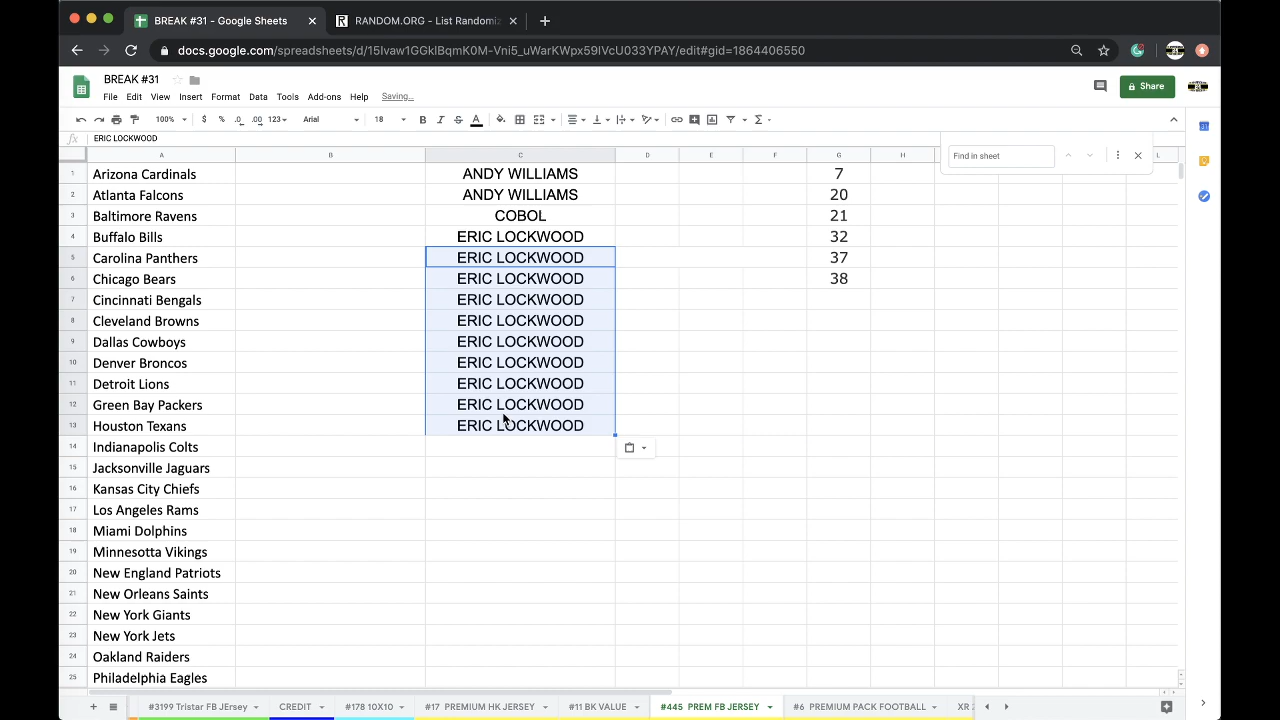 BREAK #31 - Google Sheets
RANDOM.ORG - List Randomiz
docs.google.com/spreadsheets/d/15Ivaw1GGkIBqmK0M-Vni5_uWarKWpx59IVcU033YPAY/edit#gid=1864406550
BREAK #31
File Edit View Insert Format Data Tools Add-ons Help Saving...
Share
100% $ % .0 .00 123 Arial 18 B I S A
fx ERIC LOCKWOOD
Find in sheet
A B C D E F G H L
1 Arizona Cardinals ANDY WILLIAMS 7
2 Atlanta Falcons ANDY WILLIAMS 20
3 Baltimore Ravens COBOL 21
4 Buffalo Bills ERIC LOCKWOOD 32
5 Carolina Panthers ERIC LOCKWOOD 37
6 Chicago Bears ERIC LOCKWOOD 38
7 Cincinnati Bengals ERIC LOCKWOOD
8 Cleveland Browns ERIC LOCKWOOD
9 Dallas Cowboys ERIC LOCKWOOD
10 Denver Broncos ERIC LOCKWOOD
11 Detroit Lions ERIC LOCKWOOD
12 Green Bay Packers ERIC LOCKWOOD
13 Houston Texans ERIC LOCKWOOD
14 Indianapolis Colts
15 Jacksonville Jaguars
16 Kansas City Chiefs
17 Los Angeles Rams
18 Miami Dolphins
19 Minnesotta Vikings
20 New England Patriots
21 New Orleans Saints
22 New York Giants
23 New York Jets
24 Oakland Raiders
25 Philadelphia Eagles
#3199 Tristar FB JErsey CREDIT #178 10X10 #17 PREMIUM HK JERSEY #11 BK VALUE #445 PREM FB JERSEY #6 PREMIUM PACK FOOTBALL XR